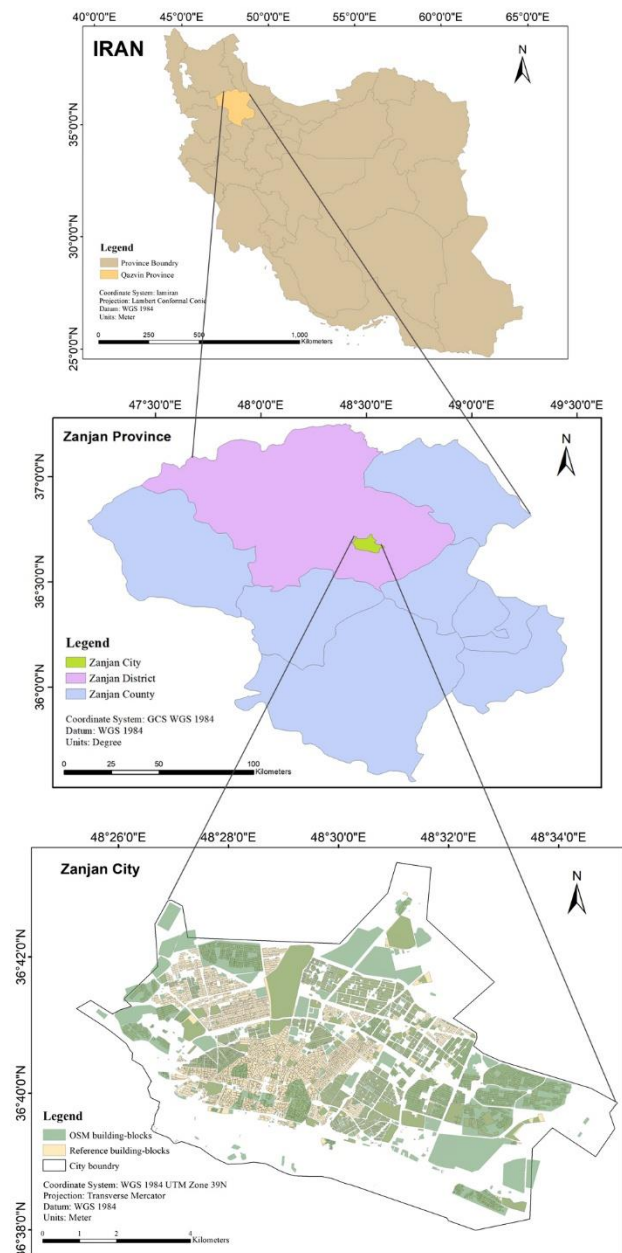 40°0'0"E 45°0'0"E 50°0'0"E 55°0'0"E 60°0'0"E 65°0'0"E
IRAN
N
35°0'0"N
30°0'0"N
25°0'0"N
Legend
Province Boundry
Qazvin Province
Coordinate System: Ianiran
Projection: Lambert Conformal Conic
Datum: WGS 1984
Units: Meter
0 250 500 1,000
Kilometers
47°30'0"E 48°0'0"E 48°30'0"E 49°0'0"E 49°30'0"E
Zanjan Province
N
37°0'0"N
36°30'0"N
36°0'0"N
Legend
Zanjan City
Zanjan District
Zanjan County
Coordinate System: GCS WGS 1984
Datum: WGS 1984
Units: Degree
0 25 50 100
Kilometers
48°26'0"E 48°28'0"E 48°30'0"E 48°32'0"E 48°34'0"E
Zanjan City
N
36°42'0"N
36°40'0"N
36°38'0"N
Legend
OSM building-blocks
Reference building-blocks
City boundry
Coordinate System: WGS 1984 UTM Zone 39N
Projection: Transverse Mercator
Datum: WGS 1984
Units: Meter
0 1 2 4
Kilometers